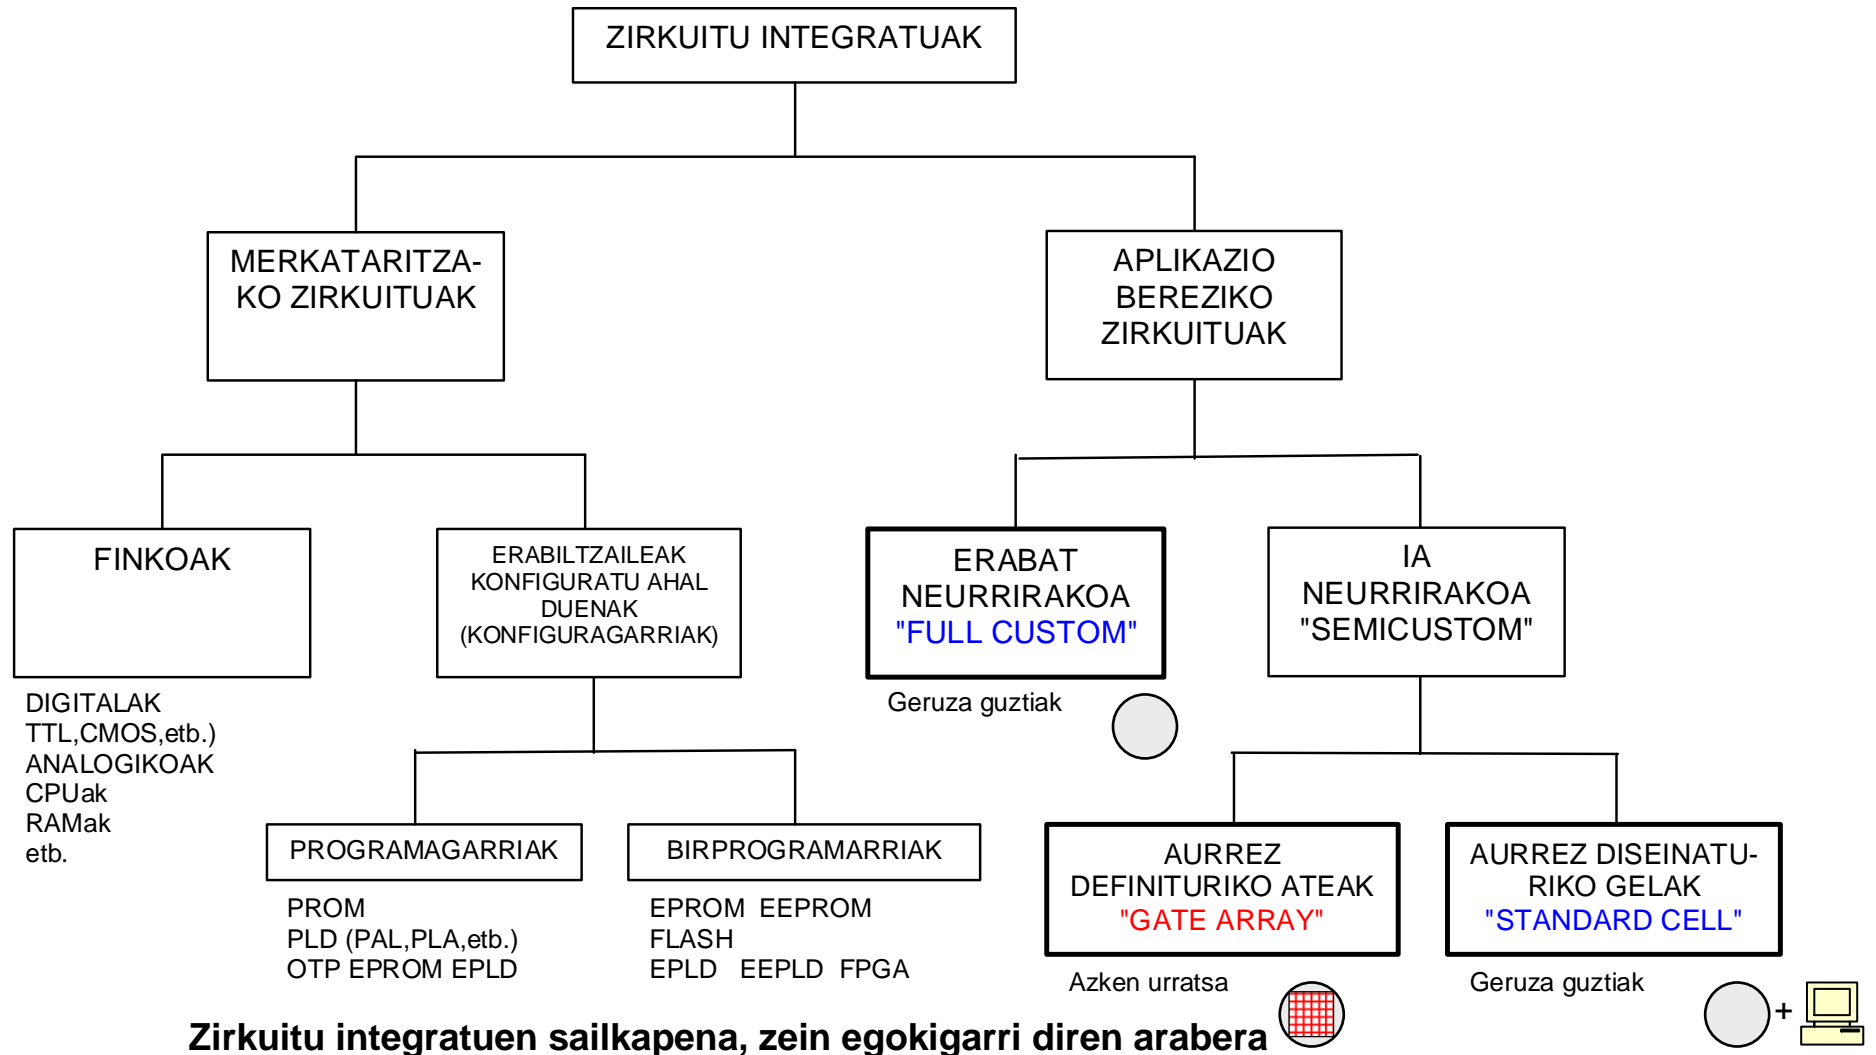 ZIRKUITU INTEGRATUAK
MERKATARITZA-
KO ZIRKUITUAK
APLIKAZIO
BEREZIKO
ZIRKUITUAK
FINKOAK
ERABILTZAILEAK
KONFIGURATU AHAL
DUENAK
(KONFIGURAGARRIAK)
ERABAT
NEURRIRAKOA
"FULL CUSTOM"
IA
NEURRIRAKOA
"SEMICUSTOM"
DIGITALAK
TTL,CMOS,etb.)
ANALOGIKOAK
CPUak
RAMak
etb.
Geruza guztiak
PROGRAMAGARRIAK
BIRPROGRAMARRIAK
AURREZ
DEFINITURIKO ATEAK
"GATE ARRAY"
AURREZ DISEINATU-
RIKO GELAK
"STANDARD CELL"
PROM
PLD (PAL,PLA,etb.)
OTP EPROM EPLD
EPROM EEPROM
FLASH
EPLD EEPLD FPGA
Azken urratsa
Geruza guztiak
+
Zirkuitu integratuen sailkapena, zein egokigarri diren arabera